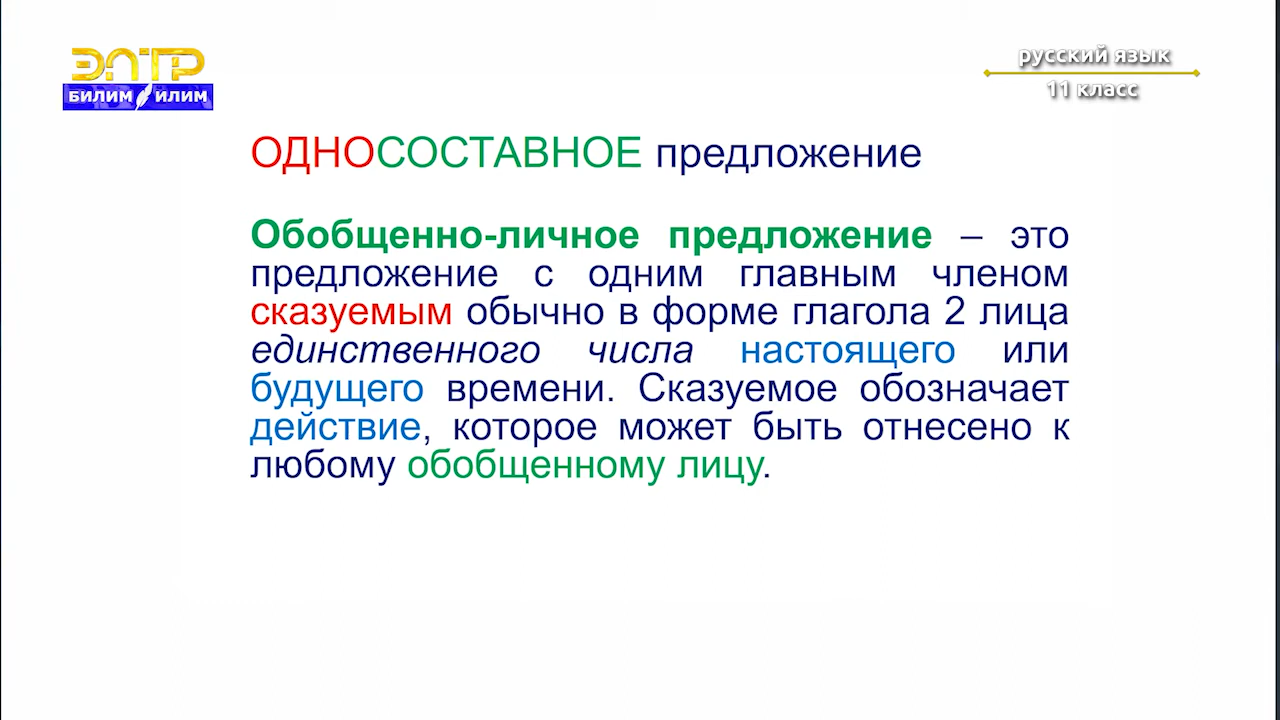 ЭЛТР
БИЛИМ ИЛИМ
русский язык
11 класс
ОДНОСОСТАВНОЕ предложение
Обобщенно-личное предложение – это
предложение с одним главным членом
сказуемым обычно в форме глагола 2 лица
единственного числа настоящего или
будущего времени. Сказуемое обозначает
действие, которое может быть отнесено к
любому обобщенному лицу.